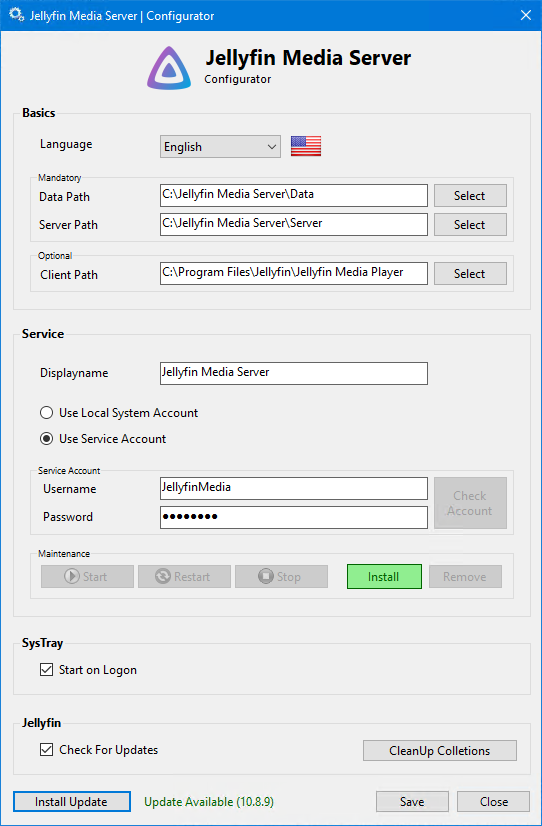 Jellyfin Media Server | Configurator
Jellyfin Media Server
Configurator
Basics
Language
English
Mandatory
Data Path
C:\Jellyfin Media Server\Data
Select
Server Path
C:\Jellyfin Media Server\Server
Select
Optional
Client Path
C:\Program Files\Jellyfin\Jellyfin Media Player
Select
Service
Displayname
Jellyfin Media Server
Use Local System Account
Use Service Account
Service Account
Username
JellyfinMedia
Password
●●●●●●●●
Check
Account
Maintenance
Start
Restart
Stop
Install
Remove
SysTray
Start on Logon
Jellyfin
Check For Updates
CleanUp Colletions
Install Update
Update Available (10.8.9)
Save
Close